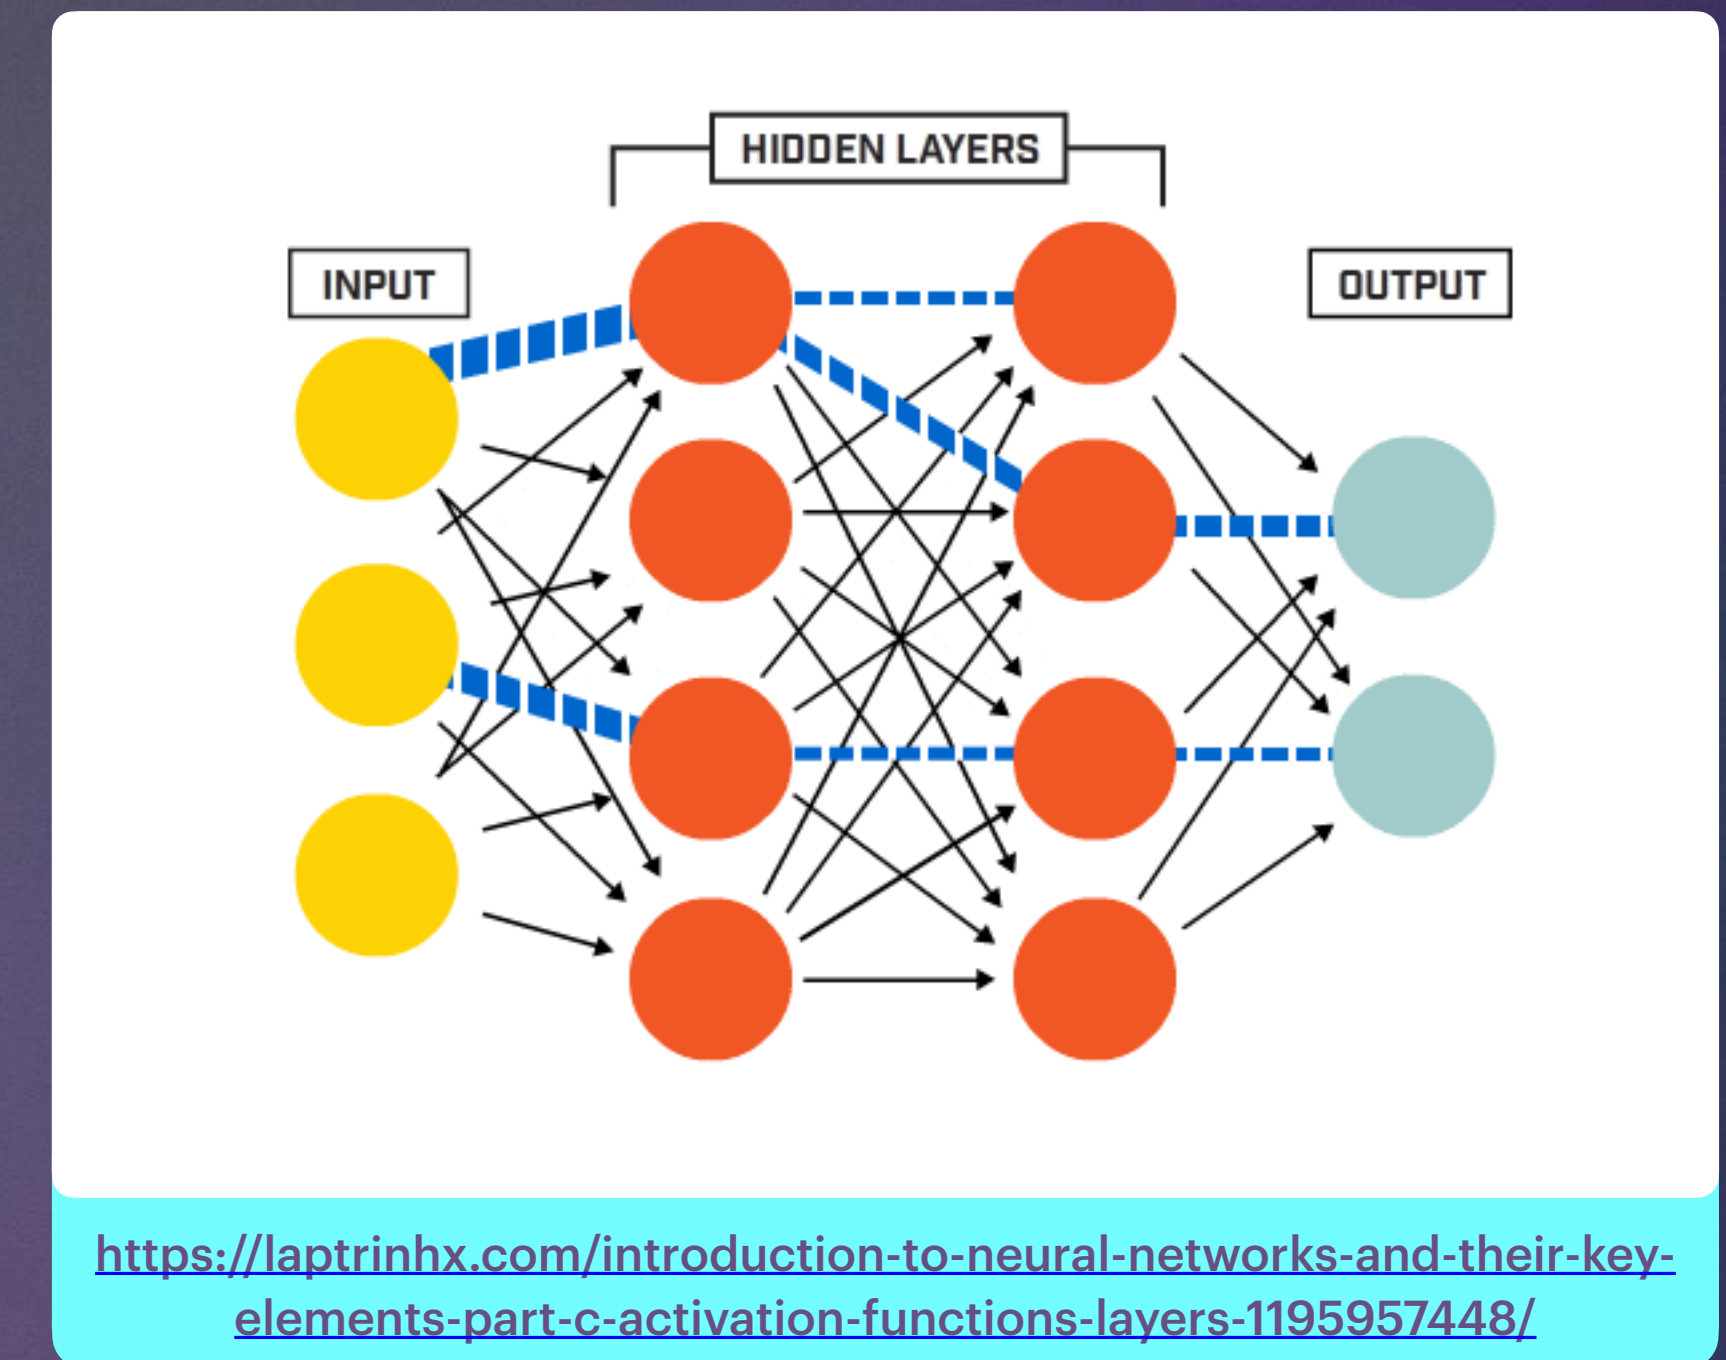 HIDDEN LAYERS
INPUT
OUTPUT
https://laptrinhx.com/introduction-to-neural-networks-and-their-key-
elements-part-c-activation-functions-layers-1195957448/